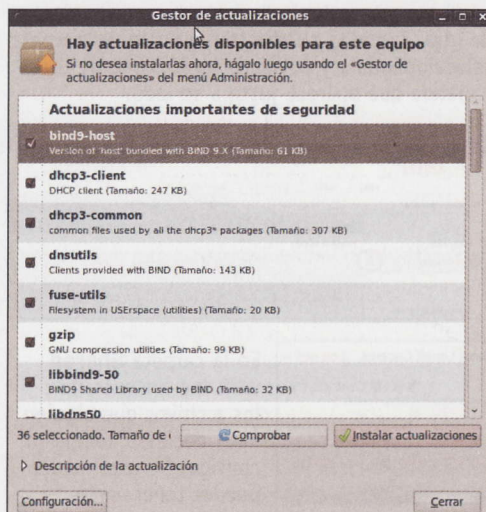 Gestor de actualizaciones
Hay actualizaciones disponibles para este equipo
Si no desea instalarlas ahora, hágalo luego usando el «Gestor de
actualizaciones» del menú Administración.
Actualizaciones importantes de seguridad
bind9-host
Version of 'host' bundled with BIND 9.X (Tamaño: 61 KB)
dhcp3-client
DHCP client (Tamaño: 247 KB)
dhcp3-common
common files used by all the dhcp3* packages (Tamaño: 307 KB)
dnsutils
Clients provided with BIND (Tamaño: 143 KB)
fuse-utils
Filesystem in USErspace (utilities) (Tamaño: 20 KB)
gzip
GNU compression utilities (Tamaño: 99 KB)
libbind9-50
BIND9 Shared Library used by BIND (Tamaño: 32 KB)
libdns50
36 seleccionado. Tamaño de
Comprobar
Instalar actualizaciones
Descripción de la actualización
Configuración...
Cerrar